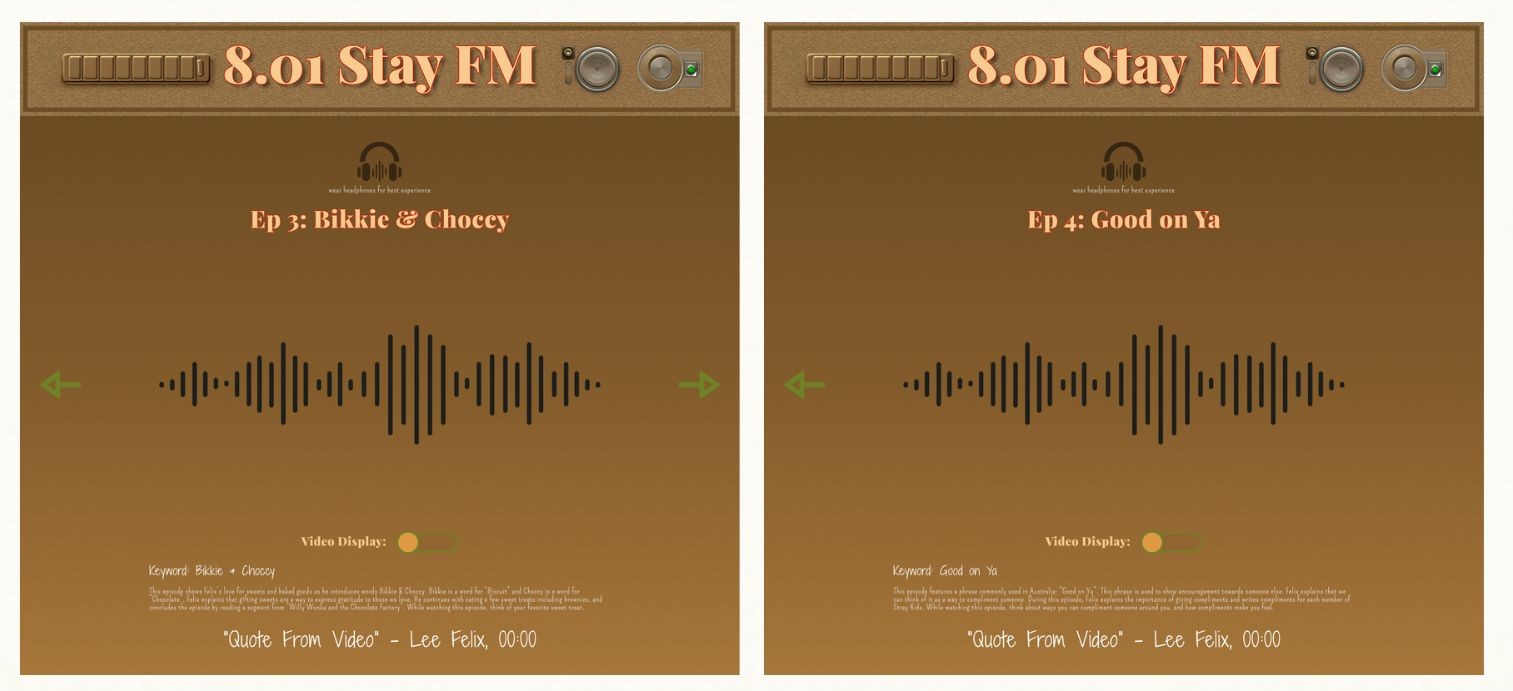 8.01 Stay FM
wear headphones for best experience
Ep 3: Bikkie & Choccy
Video Display:
Keyword: Bikkie & Choccy
This episode shows felix's love for sweets and baked goods as he introduces words Bikkie & Choccy. Bikkie is a word for "Biscuit" and Choccy is a word for
"Chocolate". Felix explains that gifting sweets are a way to express gratitude to those we love. He continues with eating a few sweet treats including brownies, and
concludes the episode by reading a segment from "Willy Wonka and the Chocolate Factory". While watching this episode, think of your favorite sweet treat.
"Quote From Video" - Lee Felix, 00:00
8.01 Stay FM
wear headphones for best experience
Ep 4: Good on Ya
Video Display:
Keyword: Good on Ya
This episode features a phrase commonly used in Australia: "Good on Ya". This phrase is used to show encouragement towards someone else. Felix explains that we
can think of it as a way to compliment someone. During this episode, Felix explains the importance of giving compliments and writes compliments for each member of
Stray Kids. While watching this episode, think about ways you can compliment someone around you, and how compliments make you feel.
"Quote From Video" - Lee Felix, 00:00